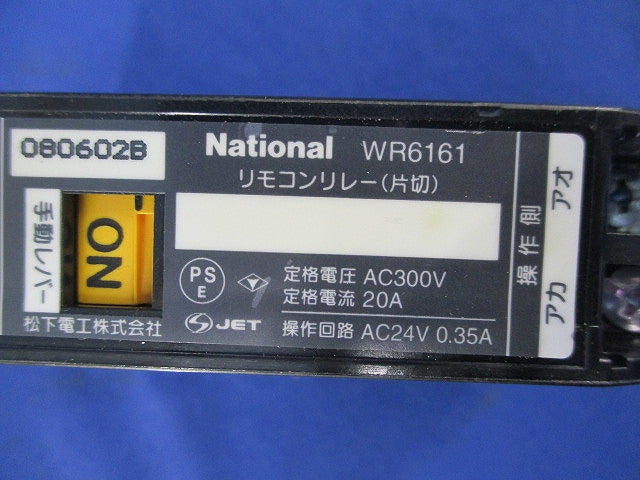 080602B
National WR6161
リモコンリレー(片切)
手動レバー
ON
PS
E
定格電圧 AC300V
定格電流 20A
JET
操作回路 AC24V 0.35A
松下電工株式会社
操作側
アオ
アカ